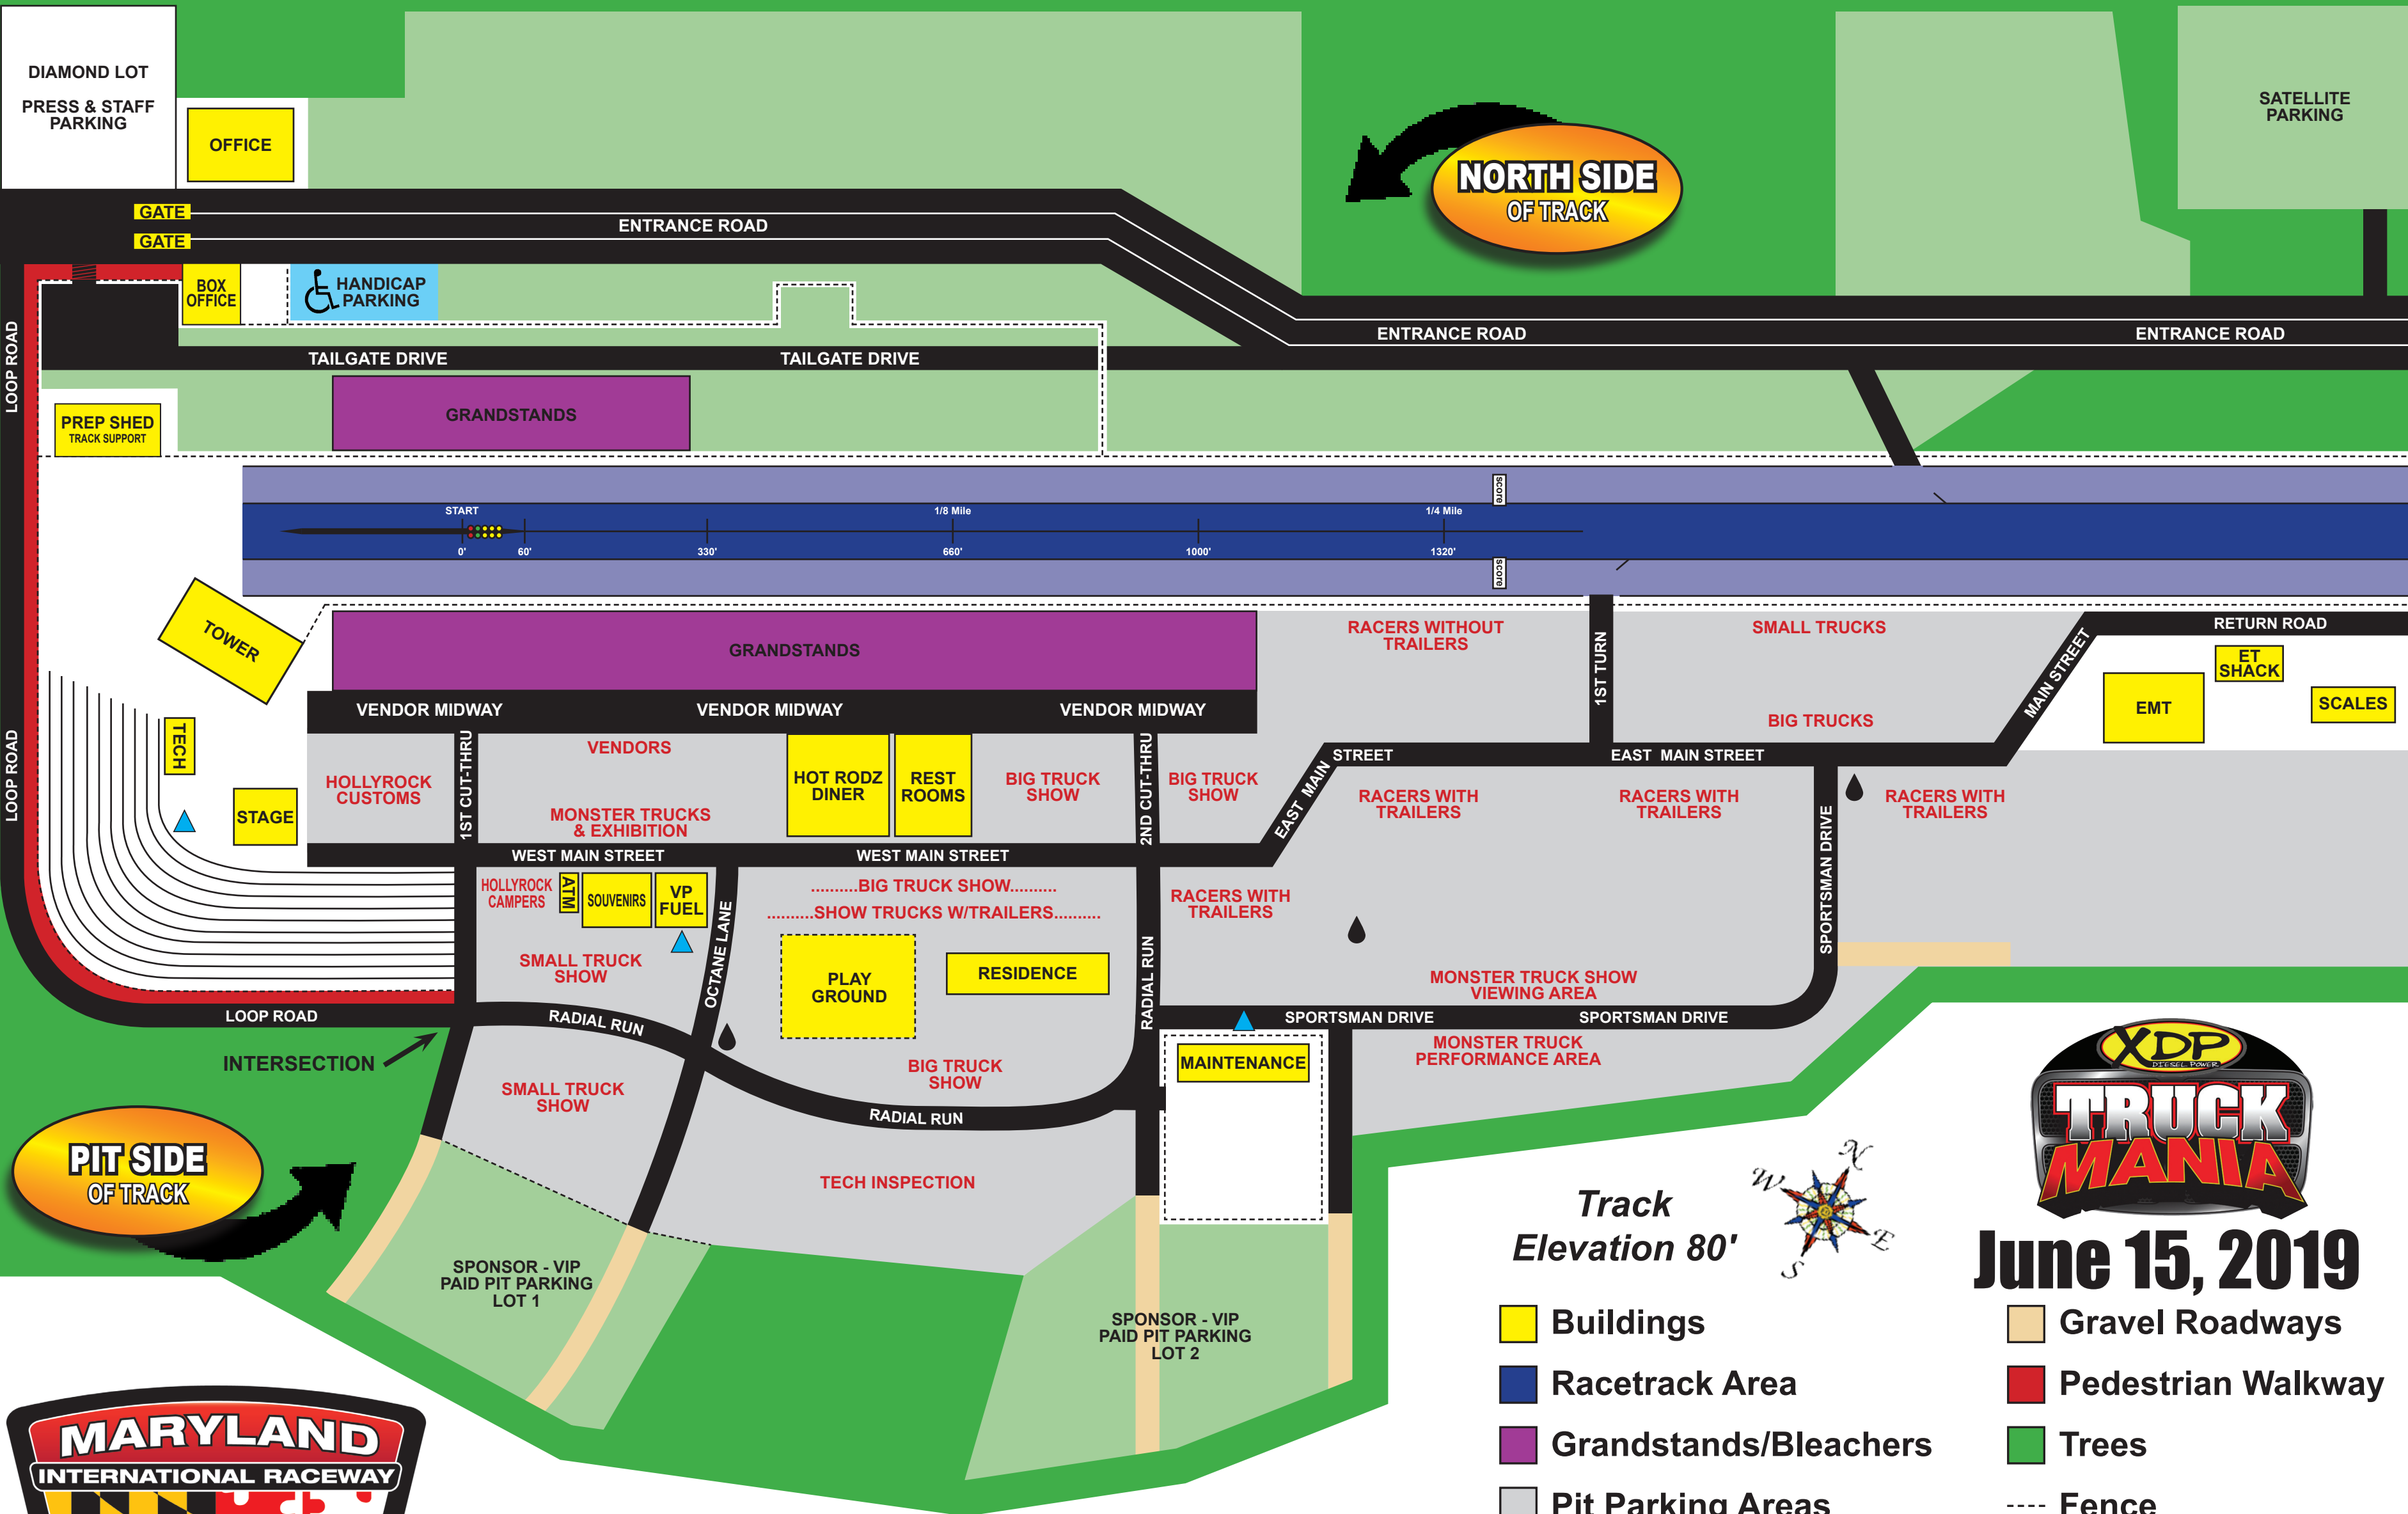 DIAMOND LOT
PRESS & STAFF
PARKING
OFFICE
SATELLITE
PARKING
NORTH SIDE
OF TRACK
GATE
GATE
ENTRANCE ROAD
BOX
OFFICE
HANDICAP
PARKING
ENTRANCE ROAD
ENTRANCE ROAD
LOOP ROAD
TAILGATE DRIVE
TAILGATE DRIVE
PREP SHED
TRACK SUPPORT
GRANDSTANDS
score
START
1/8 Mile
1/4 Mile
0'
60'
330'
660'
1000'
1320'
score
TOWER
GRANDSTANDS
RACERS WITHOUT
TRAILERS
1ST TURN
SMALL TRUCKS
BIG TRUCKS
MAIN STREET
RETURN ROAD
ET
SHACK
EMT
SCALES
VENDOR MIDWAY
VENDOR MIDWAY
VENDOR MIDWAY
LOOP ROAD
TECH
STAGE
HOLLYROCK
CUSTOMS
1ST CUT-THRU
VENDORS
MONSTER TRUCKS
& EXHIBITION
HOT RODZ
DINER
REST
ROOMS
BIG TRUCK
SHOW
2ND CUT-THRU
BIG TRUCK
SHOW
EAST MAIN
STREET
EAST MAIN STREET
RACERS WITH
TRAILERS
RACERS WITH
TRAILERS
SPORTSMAN DRIVE
RACERS WITH
TRAILERS
WEST MAIN STREET
WEST MAIN STREET
HOLLYROCK
CAMPERS
ATM
SOUVENIRS
VP
FUEL
OCTANE LANE
..........BIG TRUCK SHOW..........
..........SHOW TRUCKS W/TRAILERS..........
RACERS WITH
TRAILERS
SMALL TRUCK
SHOW
PLAY
GROUND
RESIDENCE
RADIAL RUN
MONSTER TRUCK SHOW
VIEWING AREA
LOOP ROAD
RADIAL RUN
SPORTSMAN DRIVE
SPORTSMAN DRIVE
INTERSECTION
MONSTER TRUCK
PERFORMANCE AREA
MAINTENANCE
BIG TRUCK
SHOW
SMALL TRUCK
SHOW
RADIAL RUN
PIT SIDE
OF TRACK
TECH INSPECTION
SPONSOR - VIP
PAID PIT PARKING
LOT 1
SPONSOR - VIP
PAID PIT PARKING
LOT 2
Track
Elevation 80'
N
W
E
S
XDP
DIESEL POWER
TRUCK
MANIA
June 15, 2019
Buildings
Gravel Roadways
Racetrack Area
Pedestrian Walkway
Grandstands/Bleachers
Trees
Pit Parking Areas
Fence
MARYLAND
INTERNATIONAL RACEWAY